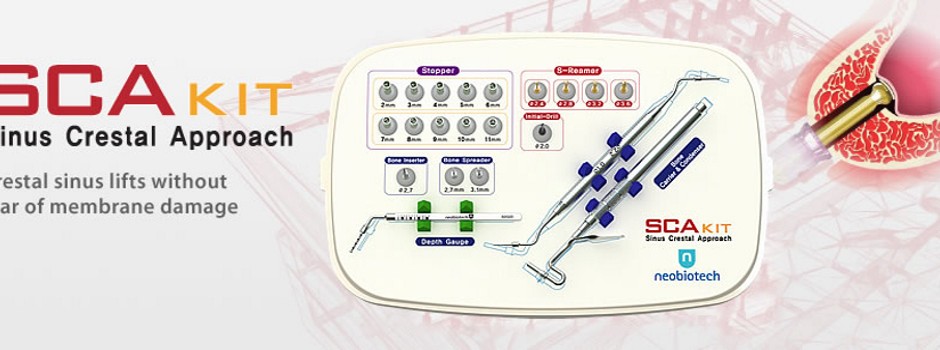 SCA KIT
inus Crestal Approach
restal sinus lifts without
ar of membrane damage
Stopper
2mm 3mm 4mm 5mm 6mm
7mm 8mm 9mm 10mm 11mm
S-Reamer
Ø2.4 Ø2.8 Ø3.2 Ø3.6
Initial-Drill
Ø2.0
Bone Inserter
Ø2.7
Bone Spreader
2.7mm 3.1mm
neobiotech
Depth Gauge
Bone
Carrier & Condenser
SCA KIT
Sinus Crestal Approach
neobiotech